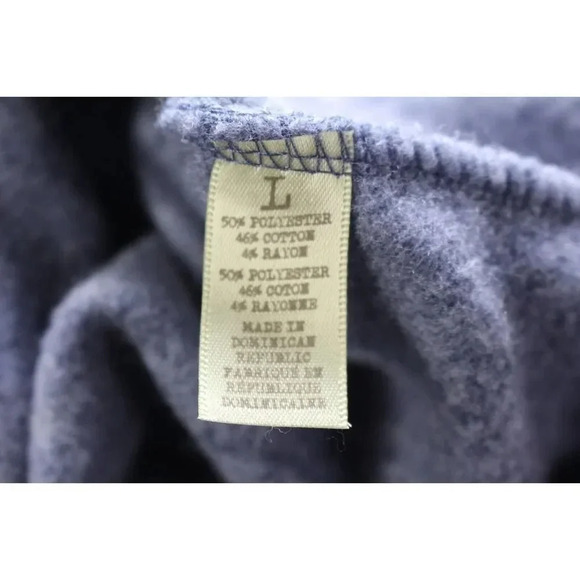 L
50% POLYESTER
46% COTTON
4% RAYON
50% POLYESTER
46% COTON
4% RAYONNE
MADE IN
DOMINICAN
REPUBLIC
FABRIQUÉ EN
RÉPUBLIQUE
DOMINICAINE